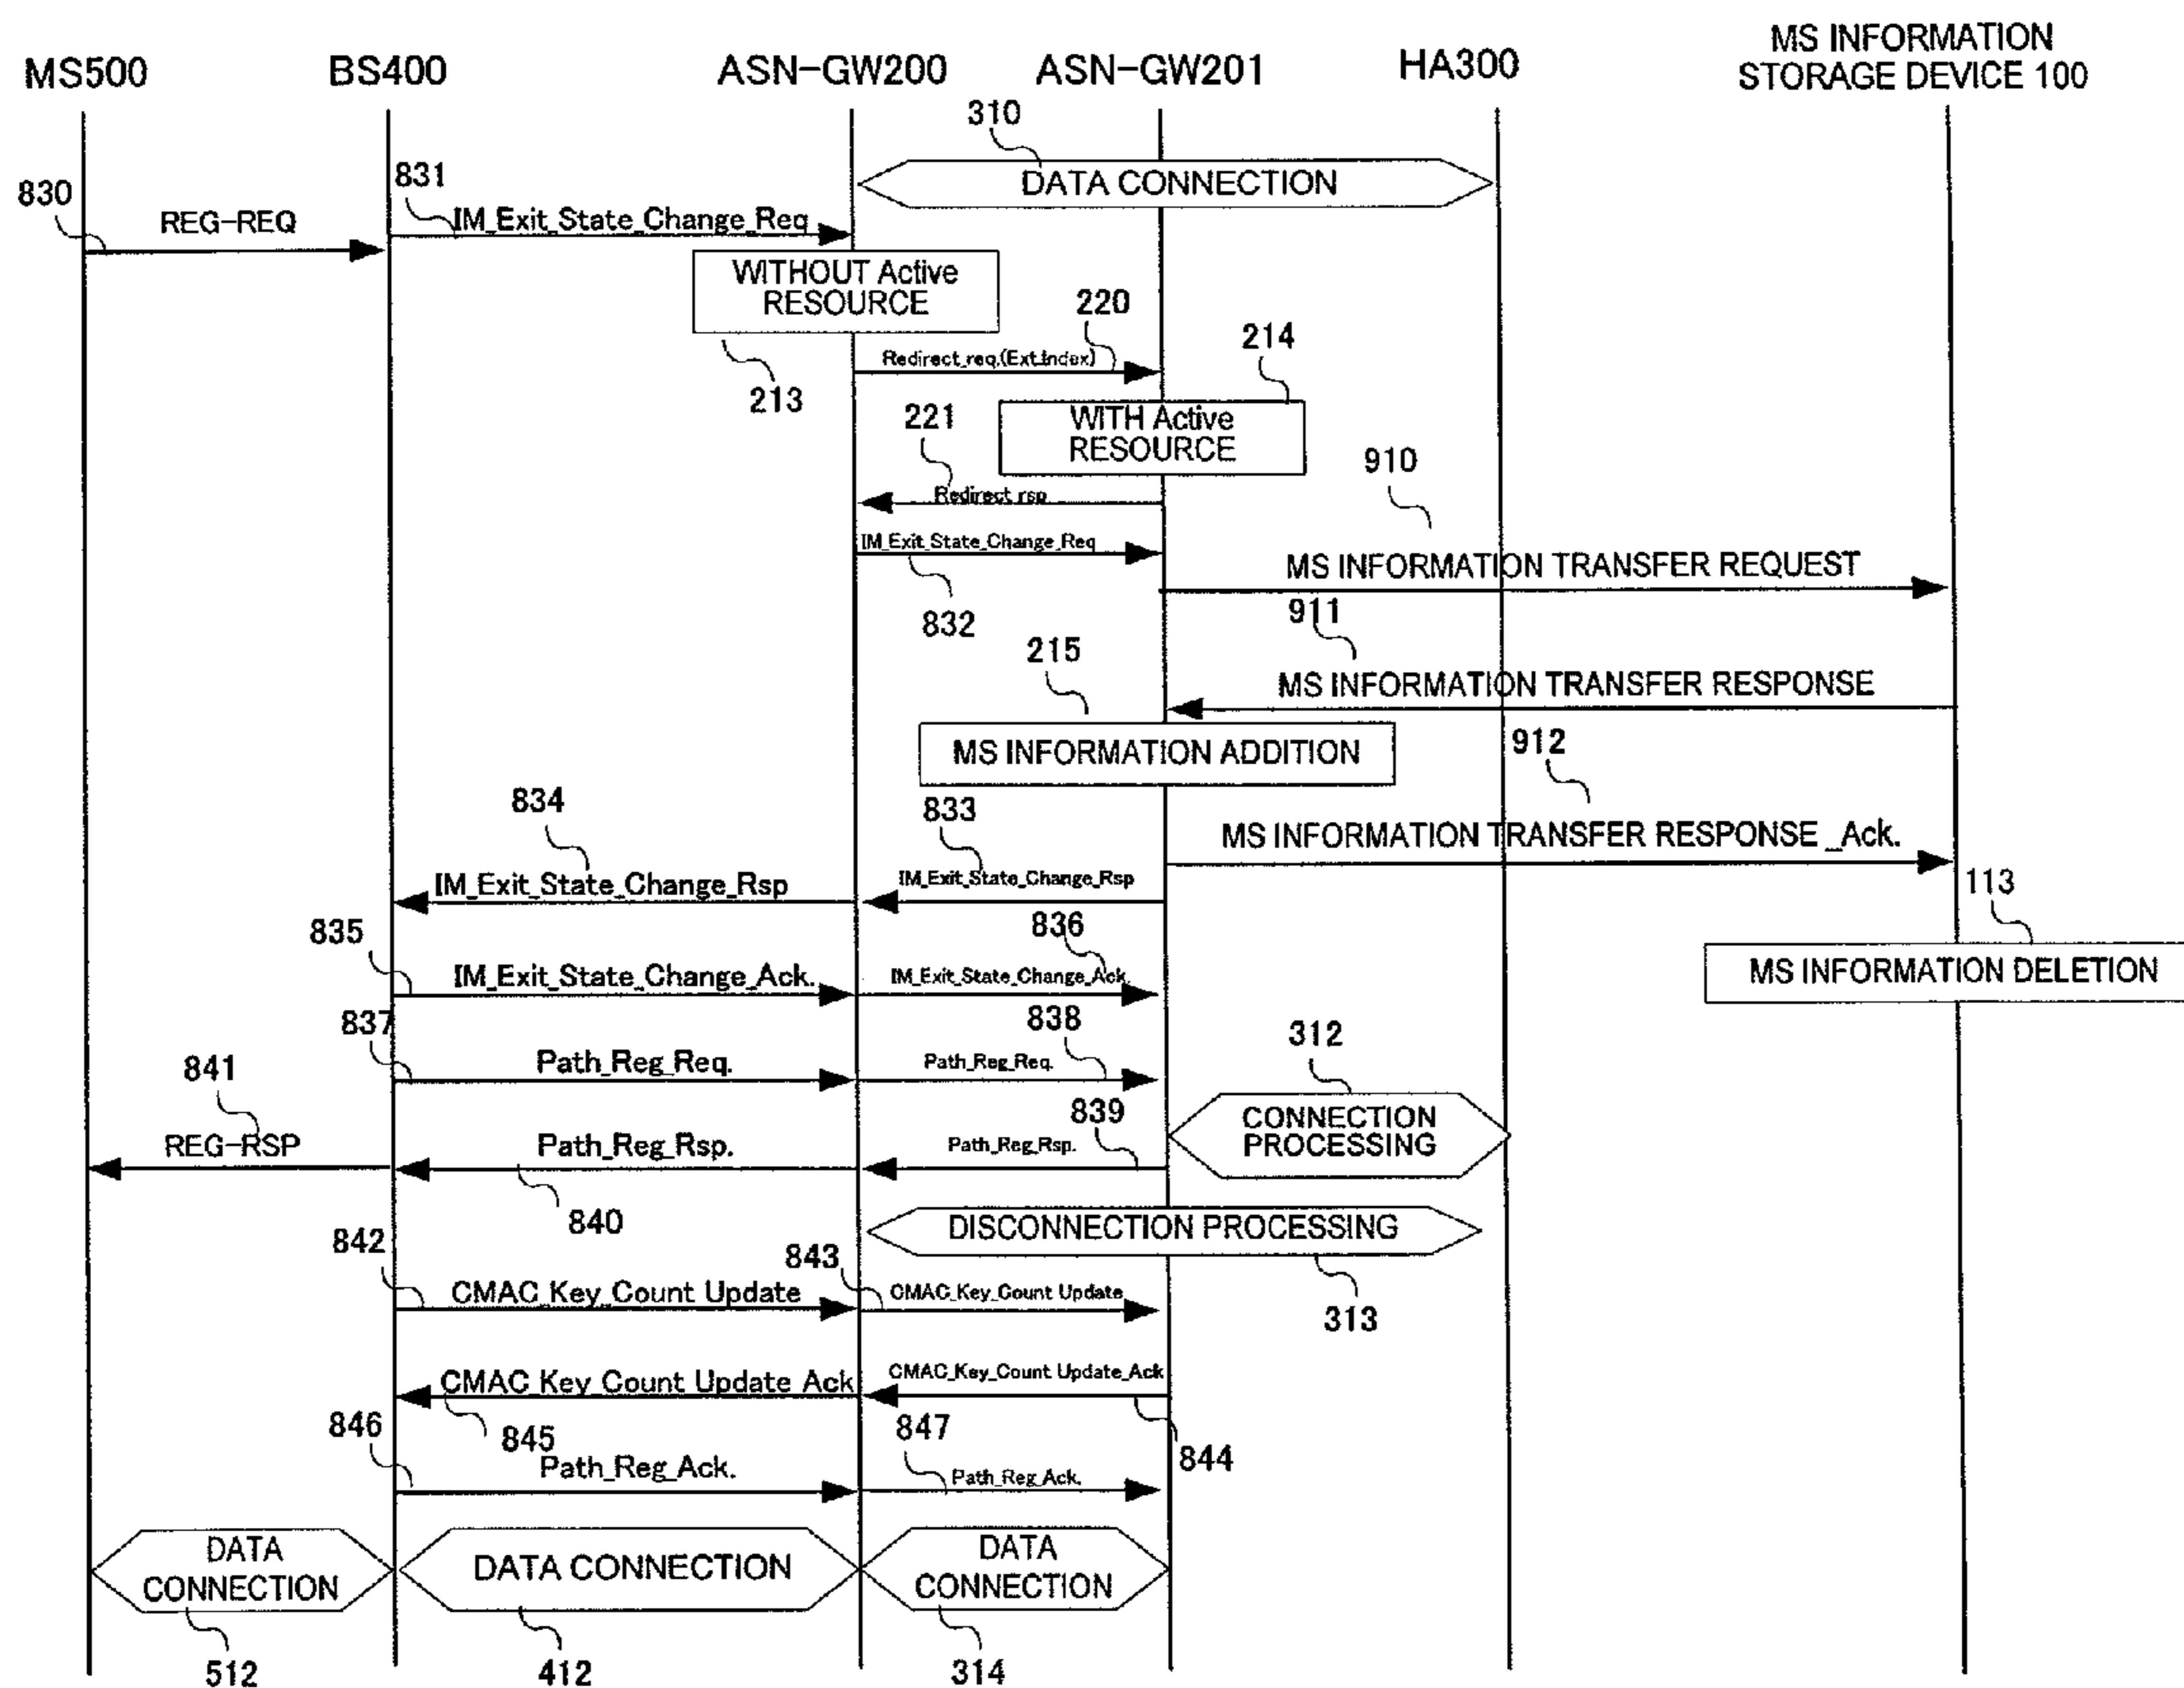 MS500
BS400
ASN-GW200
ASN-GW201
HA300
MS INFORMATION
STORAGE DEVICE 100
310
DATA CONNECTION
830
REG-REQ
831
IM_Exit_State_Change_Req
WITHOUT Active
RESOURCE
213
220
Redirect_req.(Ext.Index)
214
WITH Active
RESOURCE
221
Redirect_rsp
IM_Exit_State_Change_Req
832
910
MS INFORMATION TRANSFER REQUEST
911
MS INFORMATION TRANSFER RESPONSE
215
MS INFORMATION ADDITION
912
MS INFORMATION TRANSFER RESPONSE _Ack.
834
IM_Exit_State_Change_Rsp
833
IM_Exit_State_Change_Rsp
113
MS INFORMATION DELETION
835
IM_Exit_State_Change_Ack.
836
IM_Exit_State_Change_Ack.
837
Path_Reg_Req.
838
Path_Reg_Req.
312
CONNECTION
PROCESSING
841
REG-RSP
Path_Reg_Rsp.
840
839
Path_Reg_Rsp.
DISCONNECTION PROCESSING
313
842
CMAC_Key_Count Update
843
CMAC_Key_Count Update
CMAC_Key_Count Update_Ack
845
CMAC_Key_Count Update_Ack
844
846
Path_Reg_Ack.
847
Path_Reg_Ack.
DATA
CONNECTION
512
DATA CONNECTION
412
DATA
CONNECTION
314